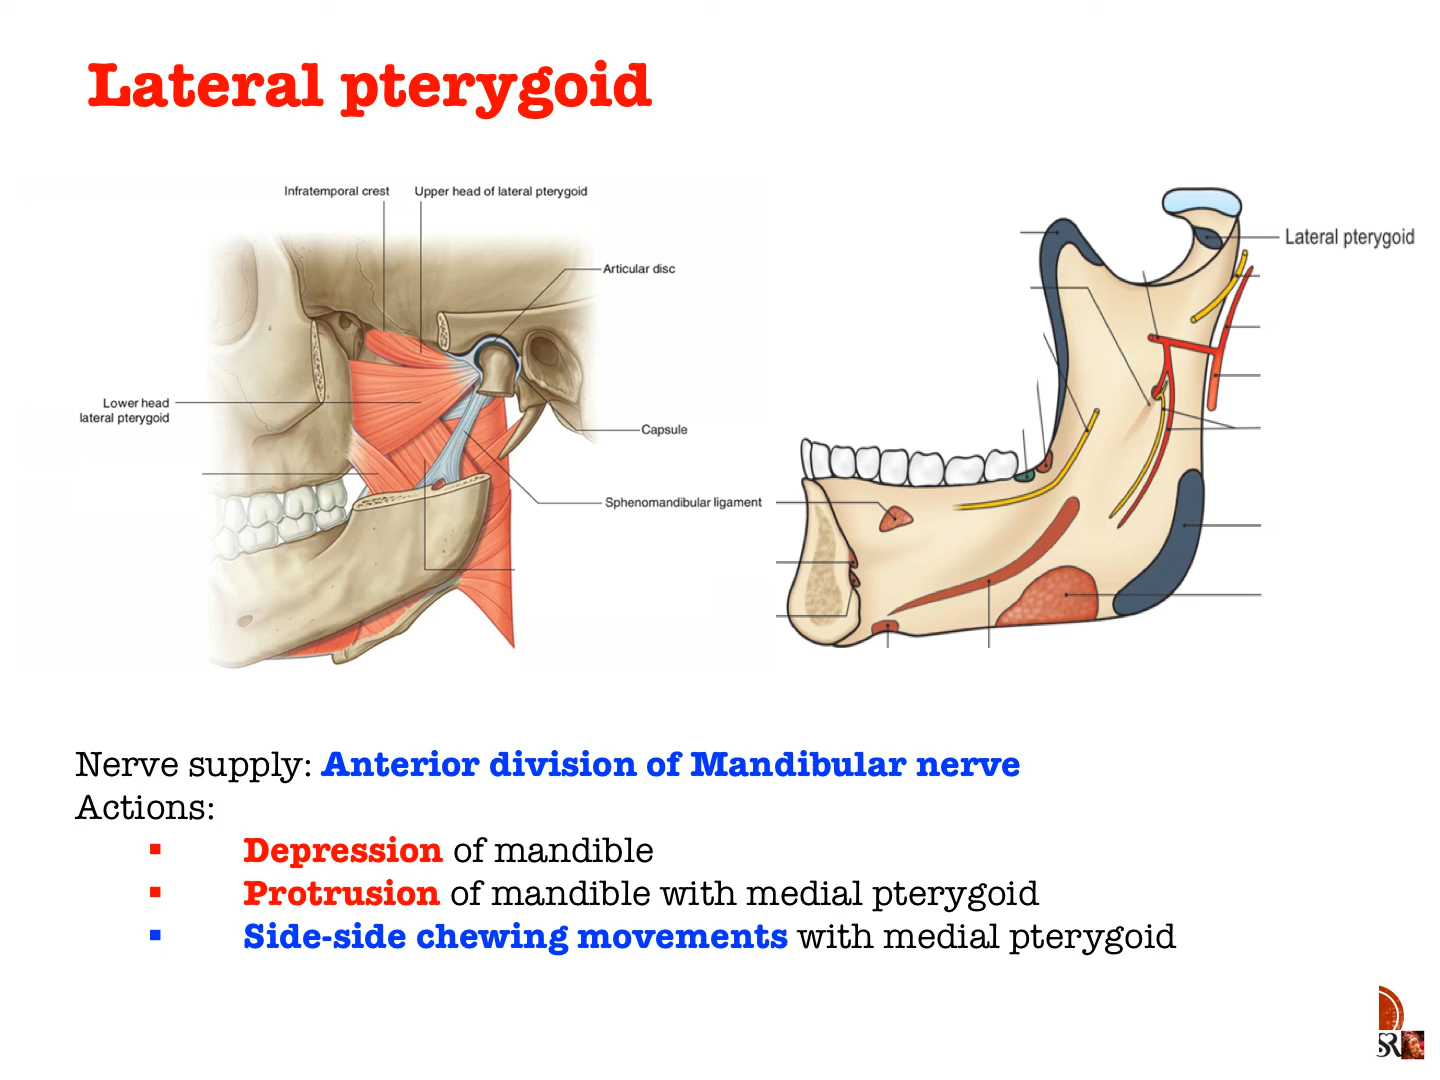 Lateral pterygoid
Infratemporal crest
Upper head of lateral pterygoid
Articular disc
Lower head
lateral pterygoid
Capsule
Sphenomandibular ligament
Lateral pterygoid
Nerve supply: Anterior division of Mandibular nerve
Actions:
▪ Depression of mandible
▪ Protrusion of mandible with medial pterygoid
▪ Side-side chewing movements with medial pterygoid
SR